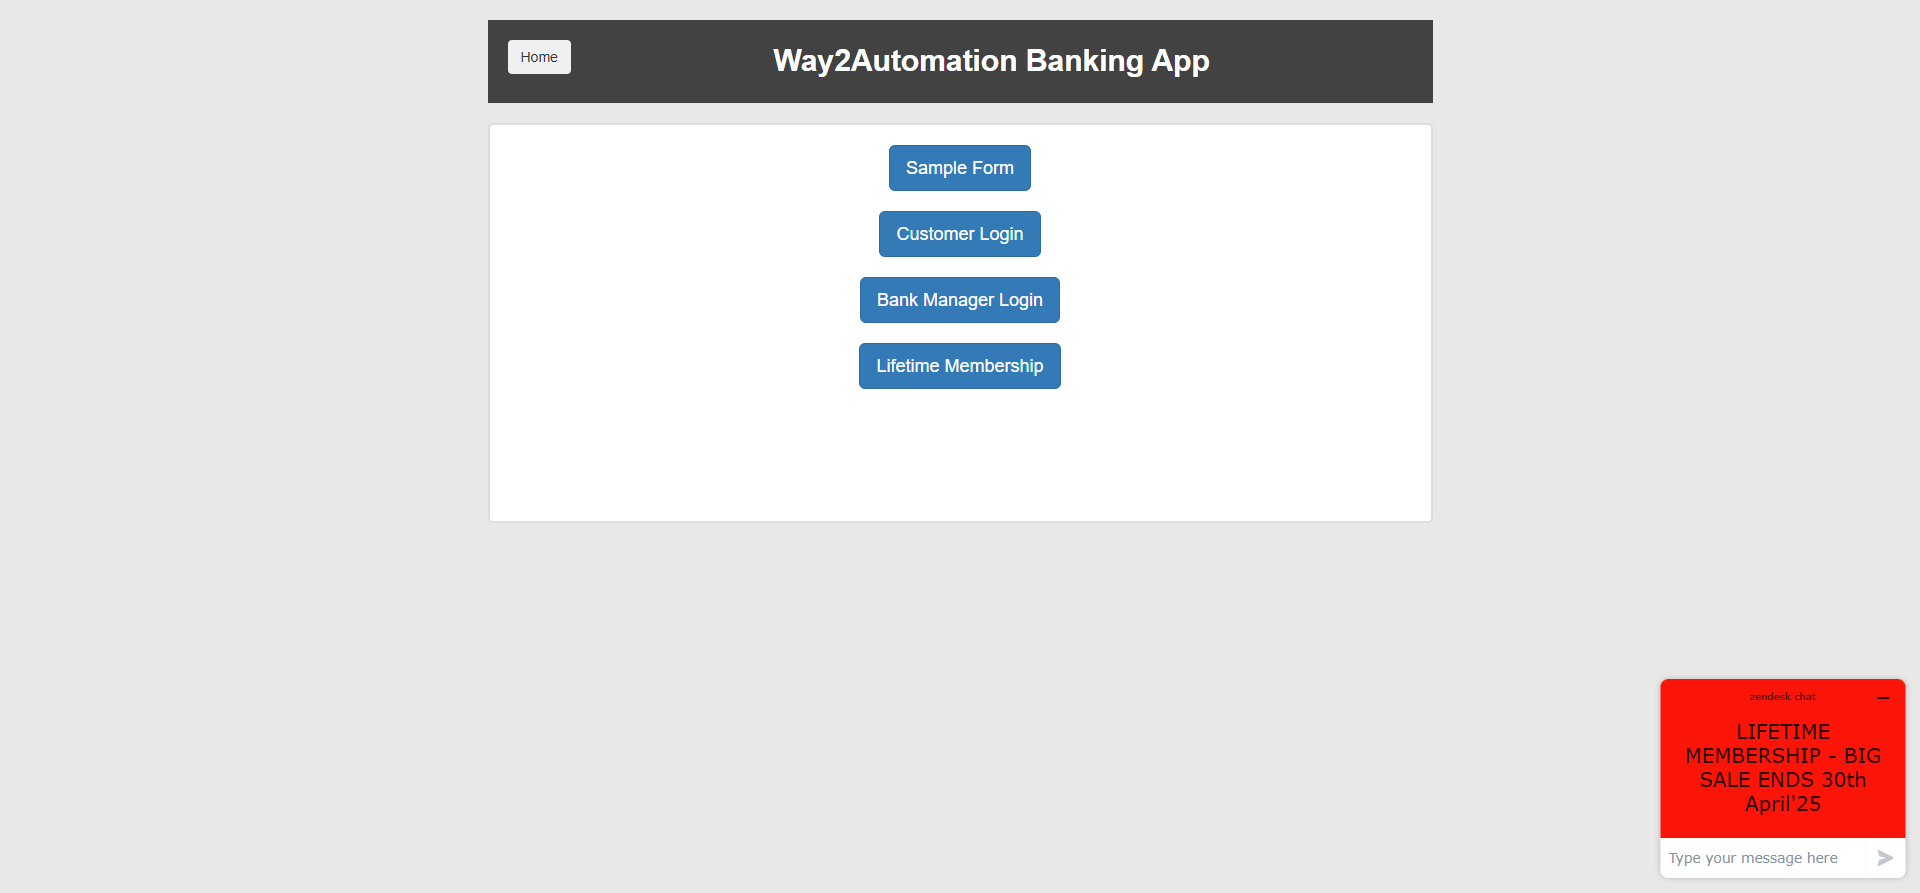 Home
Way2Automation Banking App
Sample Form
Customer Login
Bank Manager Login
Lifetime Membership
zendesk chat
LIFETIME
MEMBERSHIP - BIG
SALE ENDS 30th
April'25
Type your message here